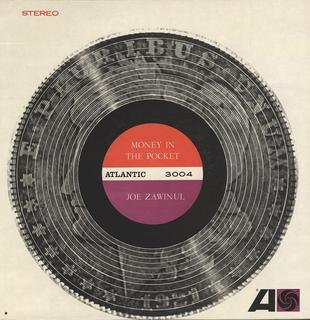 STEREO
E·PLURIBUS·UNUM
MONEY IN
THE POCKET
ATLANTIC 3004
JOE ZAWINUL